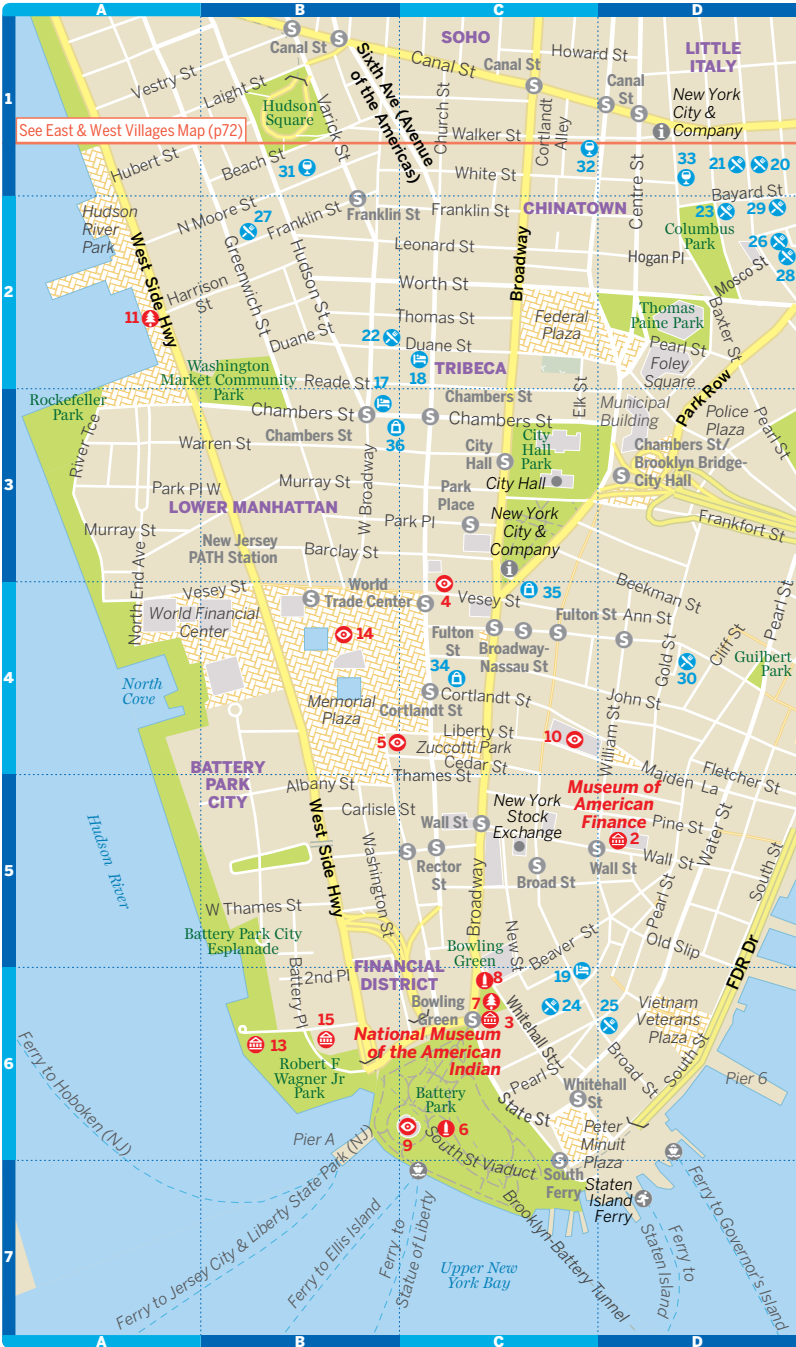 A B C D
SOHO
LITTLE
ITALY
Canal St
Howard St
Canal St
Canal St
Canal
St
Vestry St
Laight St
Sixth Ave (Avenue
of the Americas)
New York
City &
Company
1
Hudson
Square
Varick St
Church St
Cortlandt
Alley
Walker St
See East & West Villages Map (p72)
Hubert St
Beach St
31
White St
32
33
21
20
Centre St
Bayard St
N Moore St
27
Franklin St
Franklin St
Franklin St
CHINATOWN
23
29
Hudson
River
Park
West Side Hwy
Greenwich St
Hudson St
Leonard St
Broadway
Columbus
Park
26
Hogan Pl
Mosco St
28
2
Harrison
St
Worth St
11
Thomas St
Federal
Plaza
Thomas
Paine Park
Baxter St
Duane St
22
Duane St
Pearl St
Foley
Square
Washington
Market Community
Park
Reade St
17
18
TRIBECA
Elk St
Park Row
Rockefeller
Park
Chambers St
Chambers St
Chambers St
Municipal
Building
Police
Plaza
Pearl St
River Tce
Chambers St
36
City
Hall
City
Hall
Park
Chambers St/
Brooklyn Bridge-
City Hall
Warren St
3
Park Pl W
Murray St
W Broadway
Park
Place
City Hall
LOWER MANHATTAN
Park Pl
New York
City &
Company
Frankfort St
Murray St
New Jersey
PATH Station
Barclay St
North End Ave
Vesey St
World
Trade Center
4
Vesey St
35
Beekman St
World Financial
Center
14
Fulton
St
Broadway-
Nassau St
Fulton St
Ann St
Gold St
Cliff St
Pearl St
Guilbert
Park
4
North
Cove
34
Cortlandt St
Cortlandt St
30
John St
Memorial
Plaza
William St
5
Liberty St
Zuccotti Park
Cedar St
10
BATTERY
PARK
CITY
Thames St
Maiden La
Fletcher St
Albany St
West Side Hwy
Carlisle St
Washington St
New York
Stock
Exchange
Museum of
American
Finance
Hudson River
Wall St
2
Pine St
Water St
5
Rector
St
Broad St
Wall St
Wall St
South St
W Thames St
Broadway
New St
Beaver St
Pearl St
Old Slip
FDR Dr
Battery Park City
Esplanade
Bowling
Green
2nd Pl
Battery Pl
FINANCIAL
DISTRICT
8
19
Bowling
Green
7
3
24
25
Vietnam
Veterans
Plaza
Whitehall St
15
13
National Museum
of the American
Indian
Robert F
Wagner Jr
Park
6
Pearl St
Broad St
South St
Whitehall
St
Pier 6
State St
Battery
Park
Ferry to Hoboken (NJ)
Pier A
9
6
South St Viaduct
Peter
Minuit
Plaza
South
Ferry
Staten
Island
Ferry
Ferry to Jersey City & Liberty State Park (NJ)
Ferry to Ellis Island
Ferry to
Statue of Liberty
Upper New
York Bay
Brooklyn-Battery Tunnel
Ferry to
Staten Island
Ferry to Governor's Island
7
A B C D